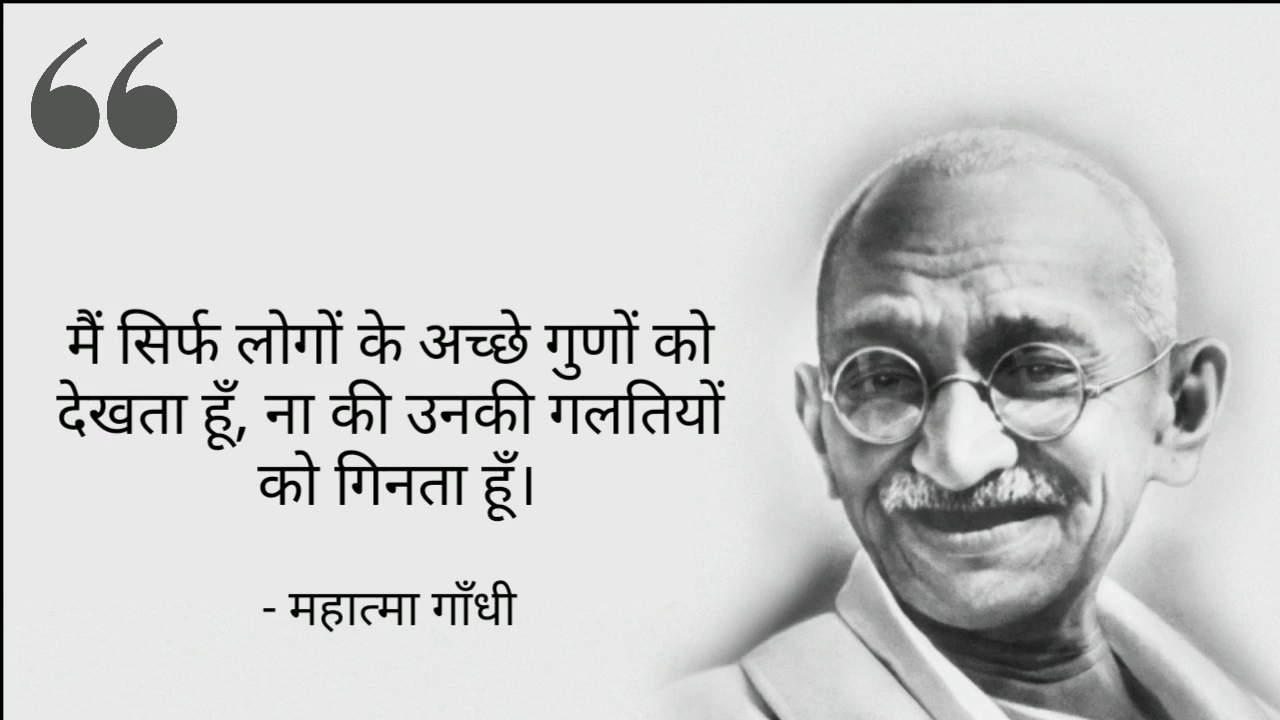 मैं सिर्फ लोगों के अच्छे गुणों को
देखता हूँ, ना की उनकी गलतियों
को गिनता हूँ।
- महात्मा गाँधी